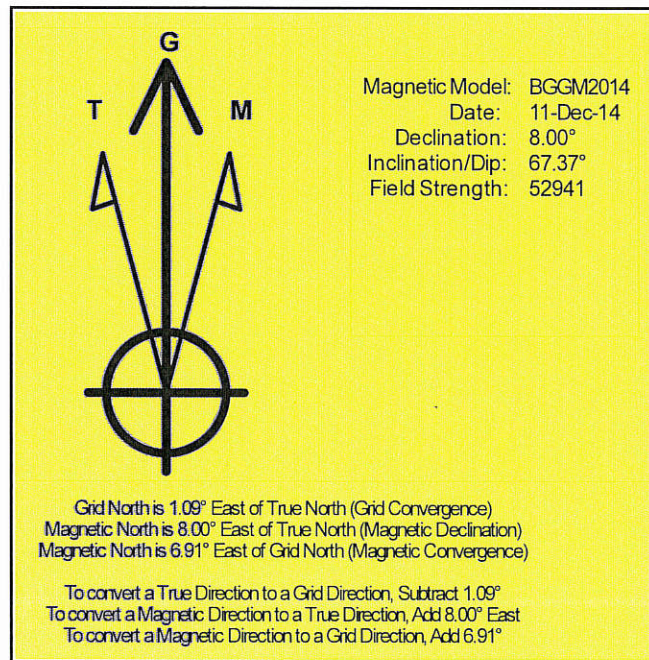 G
T
M
Magnetic Model: BGGM2014
Date: 11-Dec-14
Declination: 8.00°
Inclination/Dip: 67.37°
Field Strength: 52941
Grid North is 1.09° East of True North (Grid Convergence)
Magnetic North is 8.00° East of True North (Magnetic Declination)
Magnetic North is 6.91° East of Grid North (Magnetic Convergence)
To convert a True Direction to a Grid Direction, Subtract 1.09°
To convert a Magnetic Direction to a True Direction, Add 8.00° East
To convert a Magnetic Direction to a Grid Direction, Add 6.91°